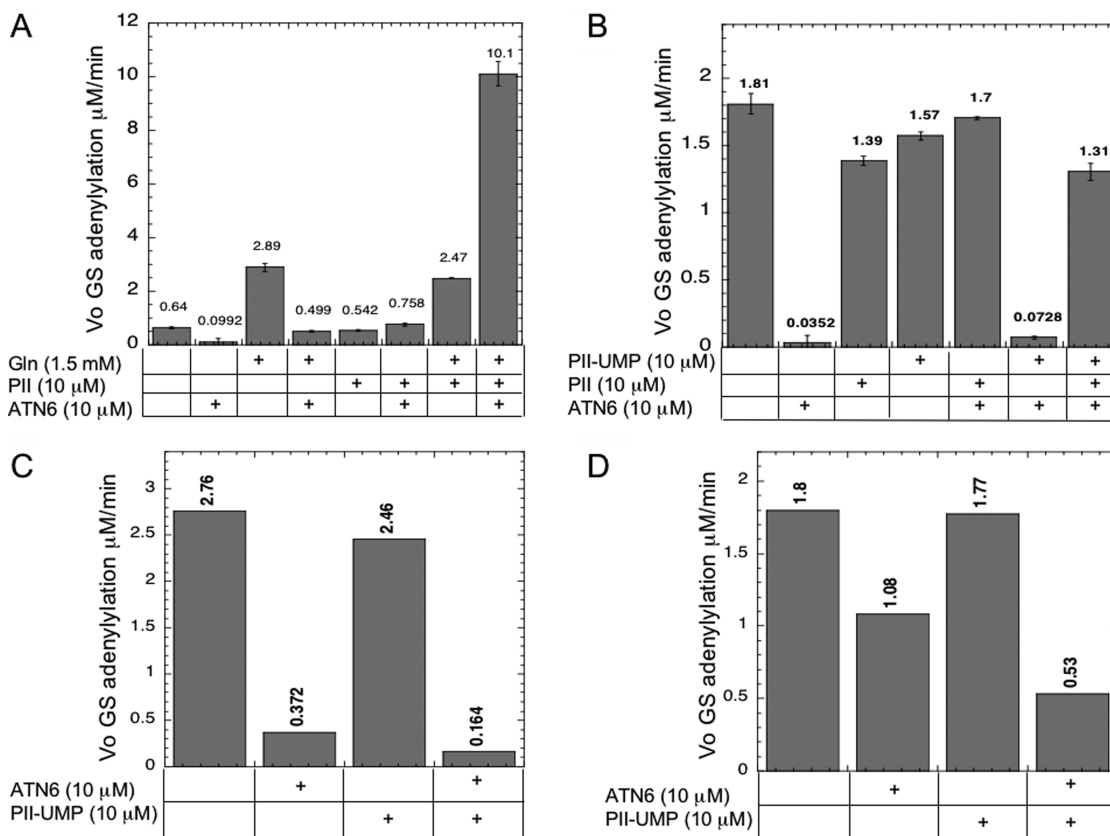 A
Vo GS adenylylation μM/min
12
10
8
6
4
2
0
0.64
0.0992
2.89
0.499
0.542
0.758
2.47
10.1
Gln (1.5 mM) + + + +
PII (10 μM) + + + +
ATN6 (10 μM) + + + +
B
Vo GS adenylylation μM/min
2
1.5
1
0.5
0
1.81
0.0352
1.39
1.57
1.7
0.0728
1.31
PII-UMP (10 μM) + + +
PII (10 μM) + + +
ATN6 (10 μM) + + + +
C
Vo GS adenylylation μM/min
3
2.5
2
1.5
1
0.5
0
2.76
0.372
2.46
0.164
ATN6 (10 μM) + +
PII-UMP (10 μM) + +
D
Vo GS adenylylation μM/min
2
1.5
1
0.5
0
1.8
1.08
1.77
0.53
ATN6 (10 μM) + +
PII-UMP (10 μM) + +